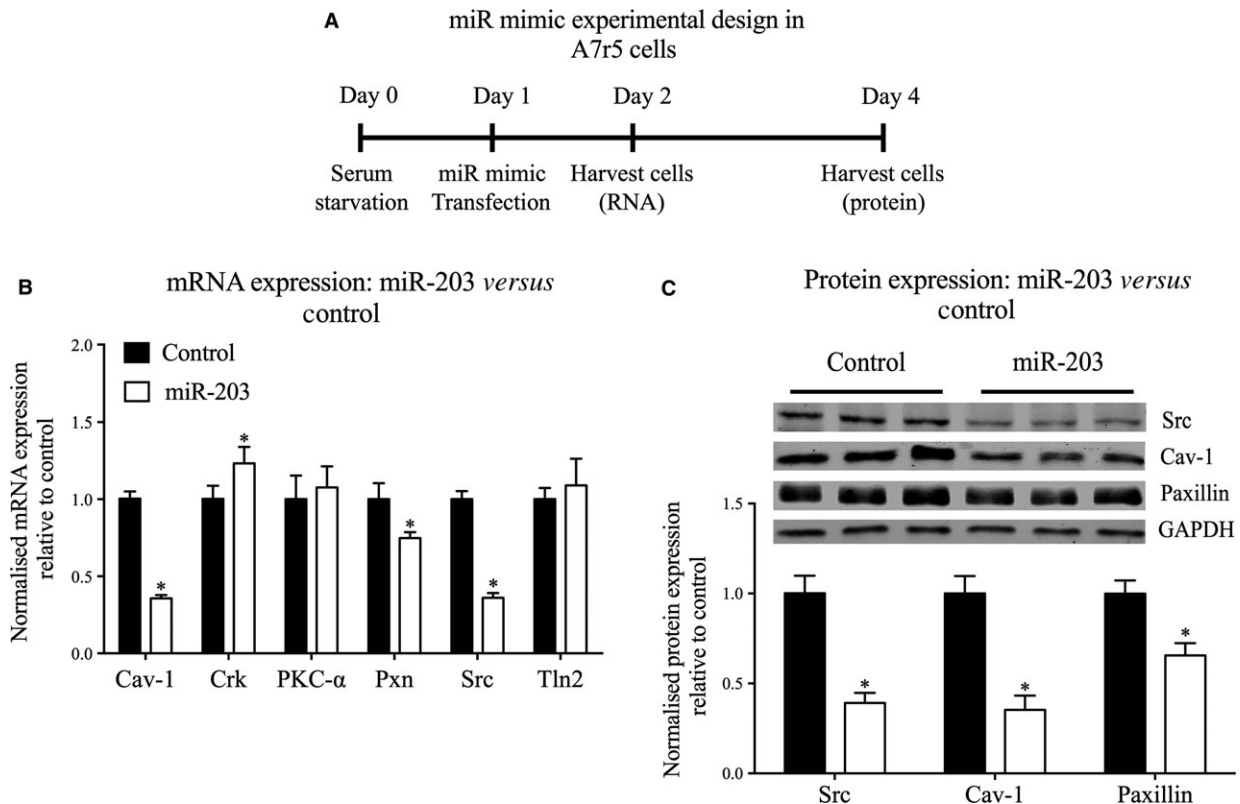 A
miR mimic experimental design in
A7r5 cells
Day 0
Day 1
Day 2
Day 4
Serum
starvation
miR mimic
Transfection
Harvest cells
(RNA)
Harvest cells
(protein)
B
mRNA expression: miR-203 versus
control
Normalised mRNA expression
relative to control
2.0
1.5
1.0
0.5
0.0
Control
miR-203
*
*
*
*
Cav-1
Crk
PKC-α
Pxn
Src
Tln2
C
Protein expression: miR-203 versus
control
Control
miR-203
Src
Cav-1
Paxillin
GAPDH
Normalised protein expression
relative to control
1.5
1.0
0.5
0.0
*
*
*
Src
Cav-1
Paxillin